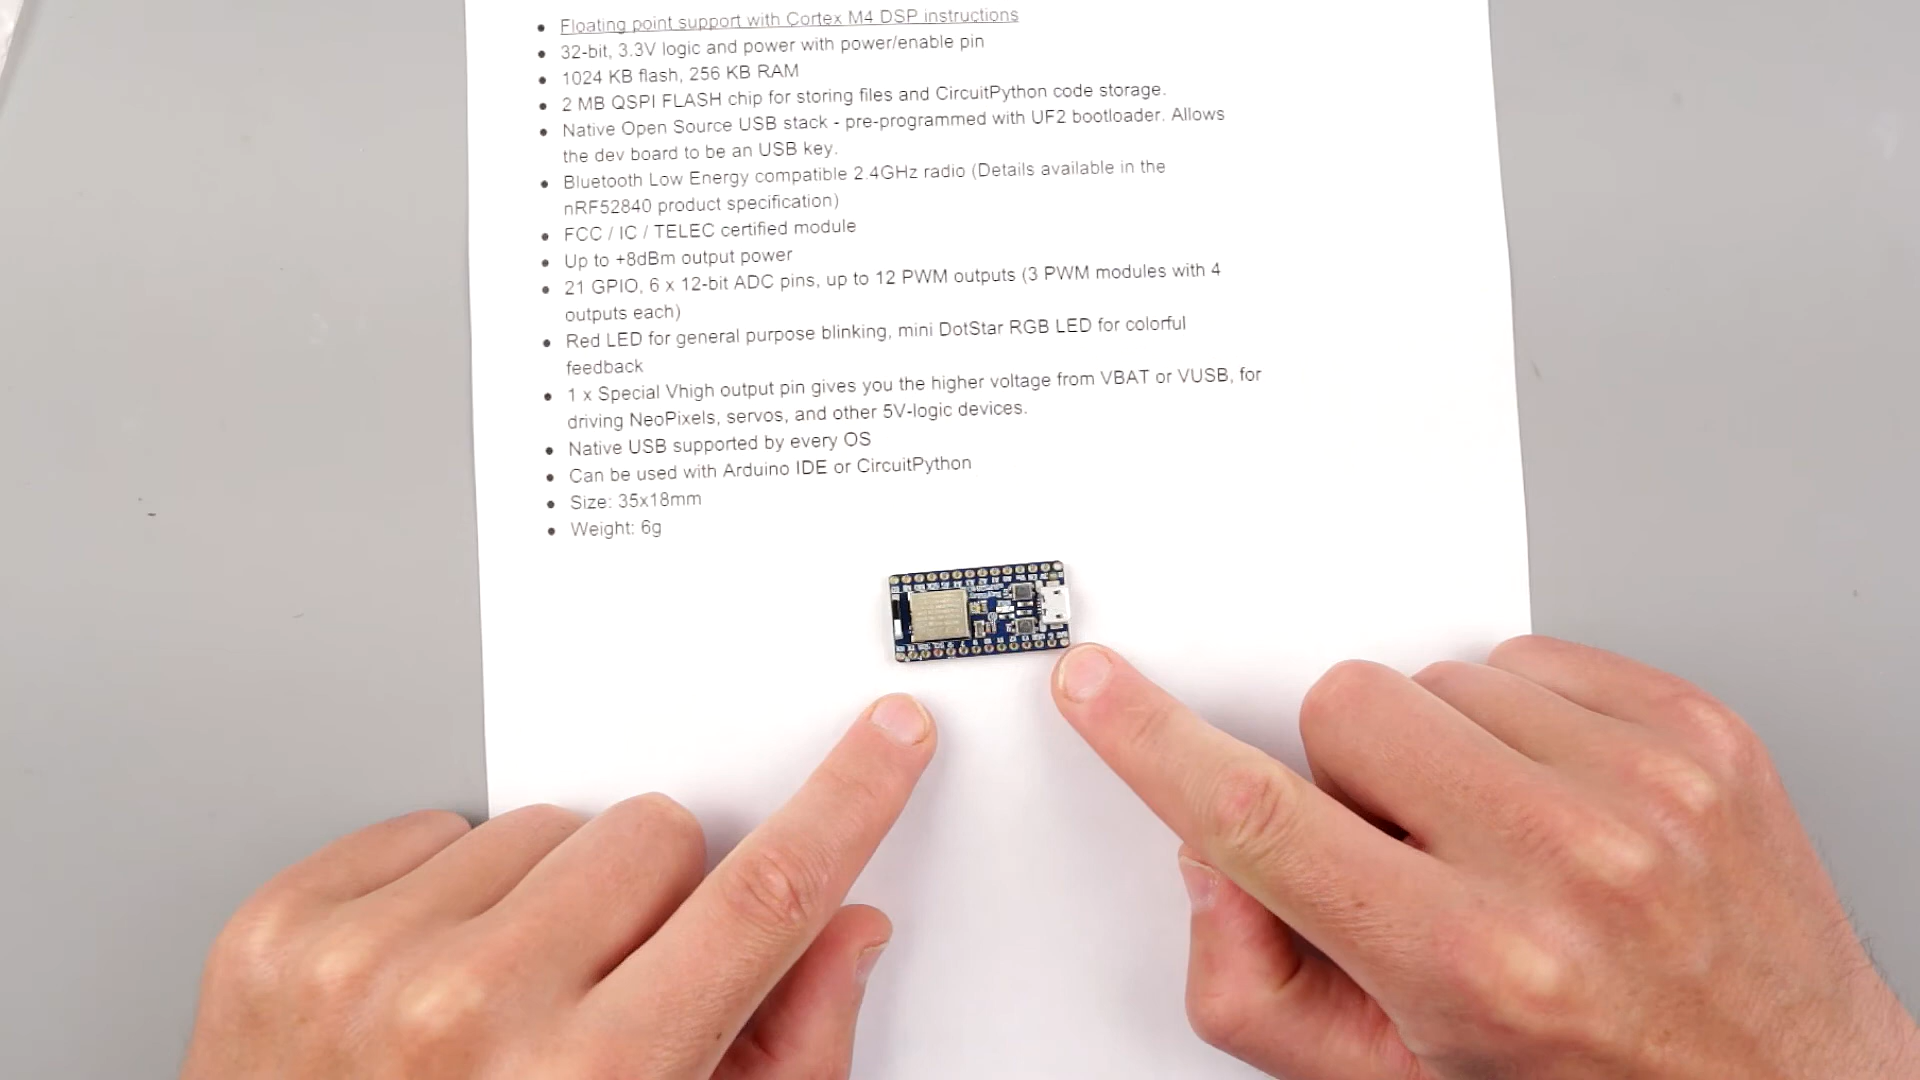 Floating point support with Cortex M4 DSP instructions
32-bit, 3.3V logic and power with power/enable pin
1024 KB flash, 256 KB RAM
2 MB QSPI FLASH chip for storing files and CircuitPython code storage.
Native Open Source USB stack - pre-programmed with UF2 bootloader. Allows
the dev board to be an USB key.
Bluetooth Low Energy compatible 2.4GHz radio (Details available in the
nRF52840 product specification)
FCC / IC / TELEC certified module
Up to +8dBm output power
21 GPIO, 6 x 12-bit ADC pins, up to 12 PWM outputs (3 PWM modules with 4
outputs each)
Red LED for general purpose blinking, mini DotStar RGB LED for colorful
feedback
1 x Special Vhigh output pin gives you the higher voltage from VBAT or VUSB, for
driving NeoPixels, servos, and other 5V-logic devices.
Native USB supported by every OS
Can be used with Arduino IDE or CircuitPython
Size: 35x18mm
Weight: 6g